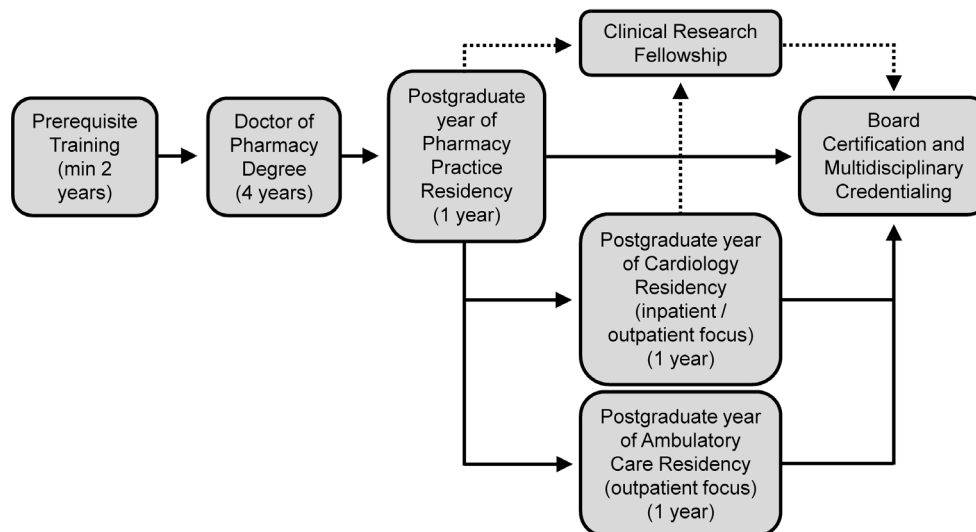 Prerequisite
Training
(min 2
years)
Doctor of
Pharmacy
Degree
(4 years)
Postgraduate
year of
Pharmacy
Practice
Residency
(1 year)
Clinical Research
Fellowship
Postgraduate year
of Cardiology
Residency
(inpatient /
outpatient focus)
(1 year)
Postgraduate year
of Ambulatory
Care Residency
(outpatient focus)
(1 year)
Board
Certification and
Multidisciplinary
Credentialing